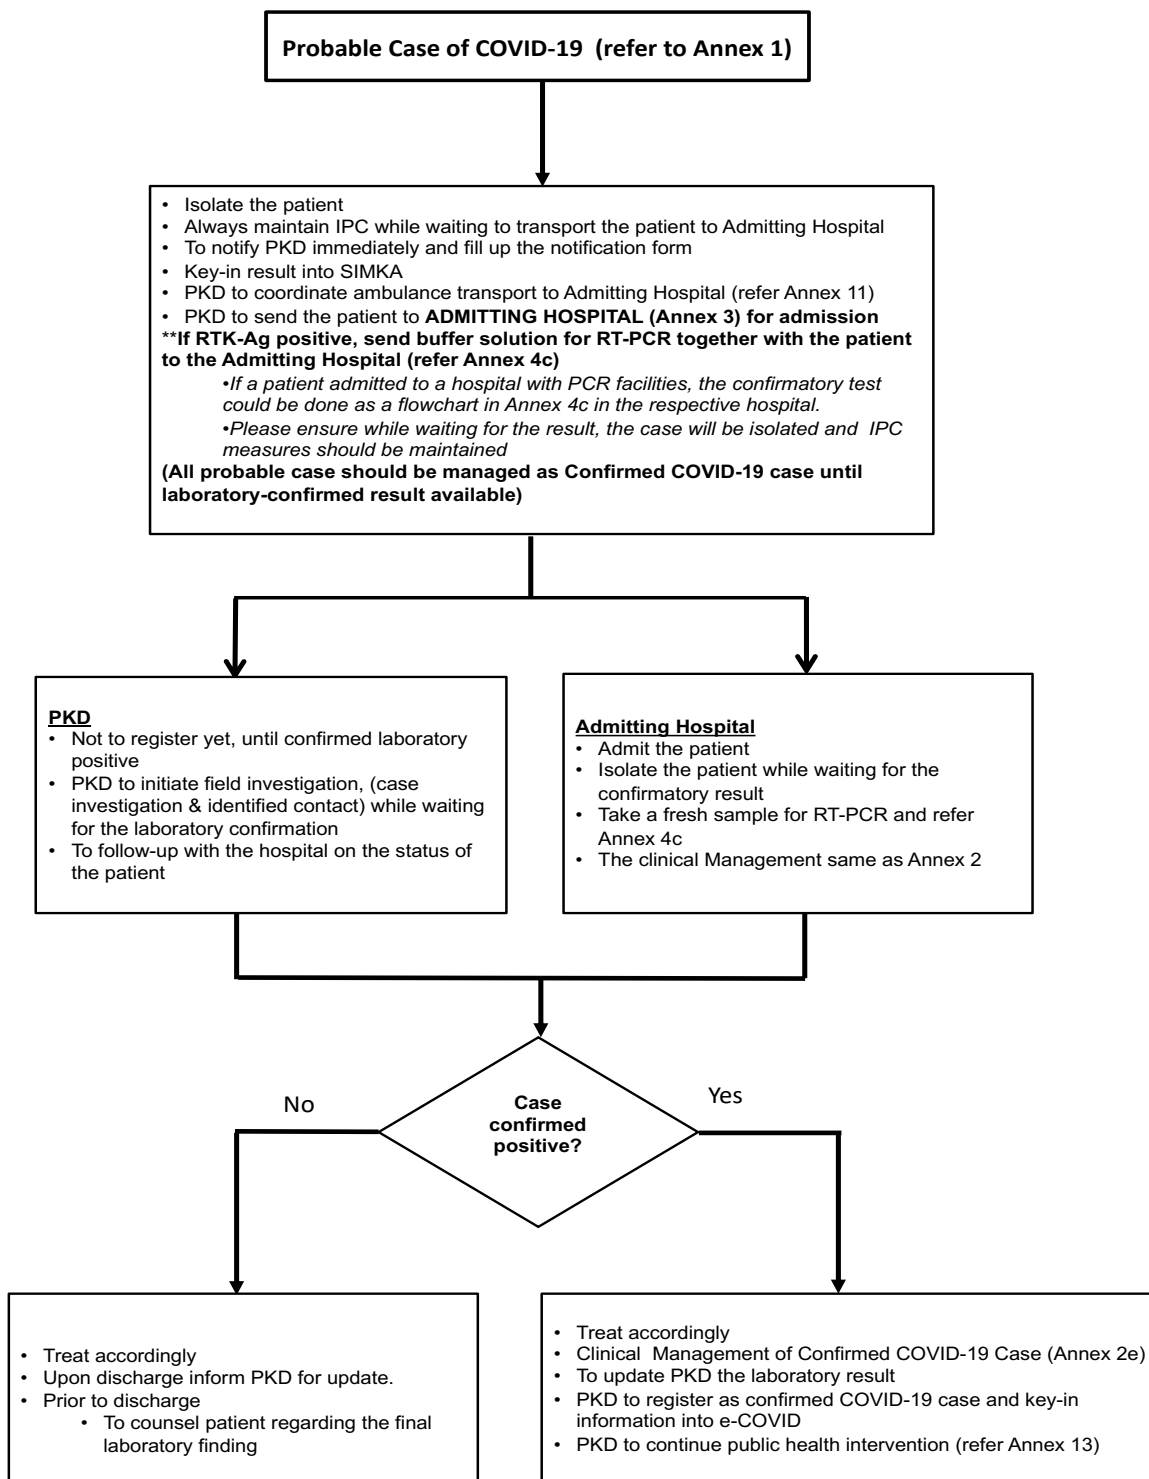 Probable Case of COVID-19  (refer to Annex 1)
• Isolate the patient
• Always maintain IPC while waiting to transport the patient to Admitting Hospital
• To notify PKD immediately and fill up the notification form
• Key-in result into SIMKA
• PKD to coordinate ambulance transport to Admitting Hospital (refer Annex 11)
• PKD to send the patient to ADMITTING HOSPITAL (Annex 3) for admission
**If RTK-Ag positive, send buffer solution for RT-PCR together with the patient
to the Admitting Hospital (refer Annex 4c)
•If a patient admitted to a hospital with PCR facilities, the confirmatory test
could be done as a flowchart in Annex 4c in the respective hospital.
•Please ensure while waiting for the result, the case will be isolated and  IPC
measures should be maintained
(All probable case should be managed as Confirmed COVID-19 case until
laboratory-confirmed result available)
PKD
• Not to register yet, until confirmed laboratory
positive
• PKD to initiate field investigation, (case
investigation & identified contact) while waiting
for the laboratory confirmation
• To follow-up with the hospital on the status of
the patient
Admitting Hospital
• Admit the patient
• Isolate the patient while waiting for the
confirmatory result
• Take a fresh sample for RT-PCR and refer
Annex 4c
• The clinical Management same as Annex 2
Case
confirmed
positive?
No
Yes
• Treat accordingly
• Upon discharge inform PKD for update.
• Prior to discharge
• To counsel patient regarding the final
laboratory finding
• Treat accordingly
• Clinical  Management of Confirmed COVID-19 Case (Annex 2e)
• To update PKD the laboratory result
• PKD to register as confirmed COVID-19 case and key-in
information into e-COVID
• PKD to continue public health intervention (refer Annex 13)